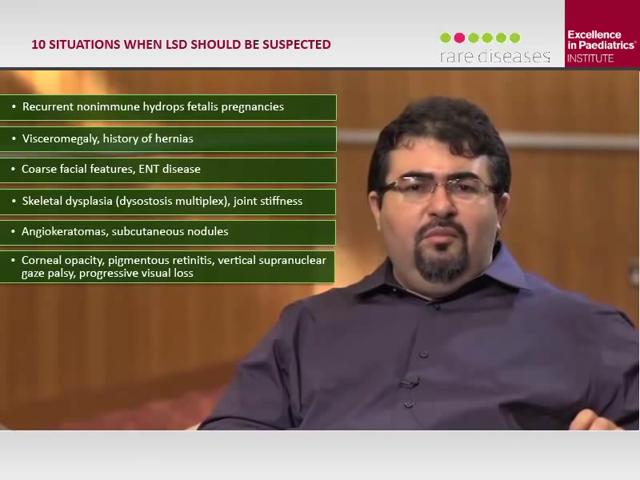 10 SITUATIONS WHEN LSD SHOULD BE SUSPECTED
rare diseases
Excellence
in Paediatrics
INSTITUTE
• Recurrent nonimmune hydrops fetalis pregnancies
• Visceromegaly, history of hernias
• Coarse facial features, ENT disease
• Skeletal dysplasia (dysostosis multiplex), joint stiffness
• Angiokeratomas, subcutaneous nodules
• Corneal opacity, pigmentous retinitis, vertical supranuclear
gaze palsy, progressive visual loss